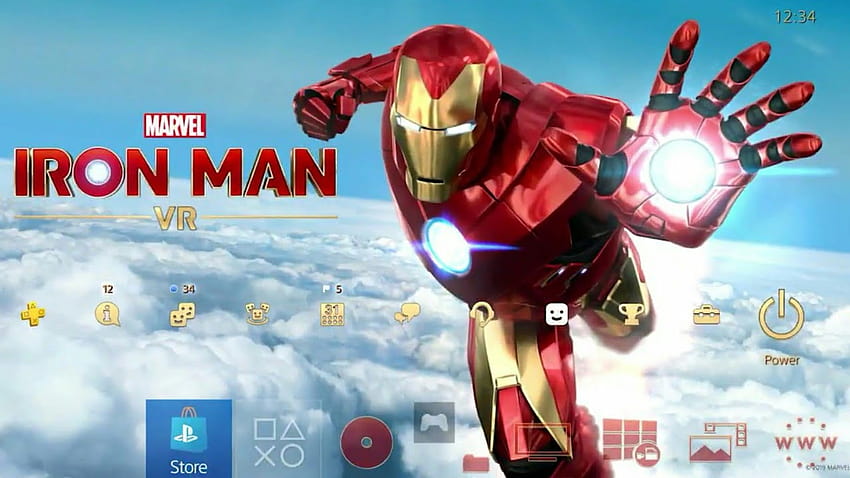 12:34
MARVEL
IRON MAN
VR
12
34
5
31
Power
Store
WWW
© 2019 MARVEL